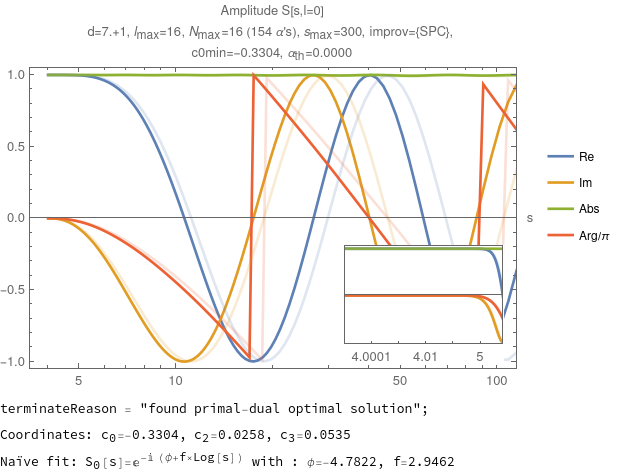 Amplitude S[s,l=0]
d=7.+1, lmax=16, Nmax=16 (154 α's), smax=300, improv={SPC},
c0min=-0.3304, αth=0.0000
1.0
0.5
0.0
-0.5
-1.0
s
Re
Im
Abs
Arg/π
4.0001 4.01 5
5 10 50 100
terminateReason = "found primal-dual optimal solution";
Coordinates: c0=-0.3304, c2=0.0258, c3=0.0535
Naïve fit: S0[s]=e^-i (ϕ+f×Log[s]) with : ϕ=-4.7822, f=2.9462